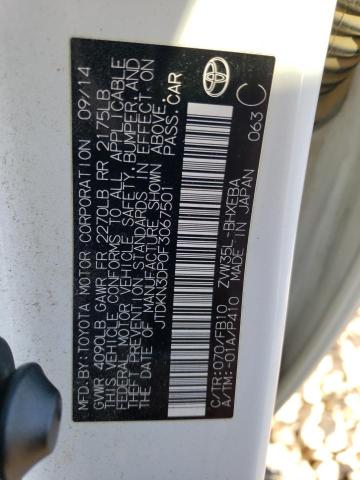 MFD.BY:TOYOTA MOTOR CORPORATION 09/14
GVWR 4090LB GAWR FR 2270LB RR 2175LB
THIS VEHICLE CONFORMS TO ALL APPLICABLE
FEDERAL MOTOR VEHICLE SAFETY, BUMPER, AND
THEFT PREVENTION STANDARDS IN EFFECT ON
THE DATE OF MANUFACTURE SHOWN ABOVE.
JTDKN3DP0F3067501 PASS.CAR
C/TR:070/FB10 ZVW35L-BHXEBA
A/TM:-01A/P410 MADE IN JAPAN
063 C
TOYOTA